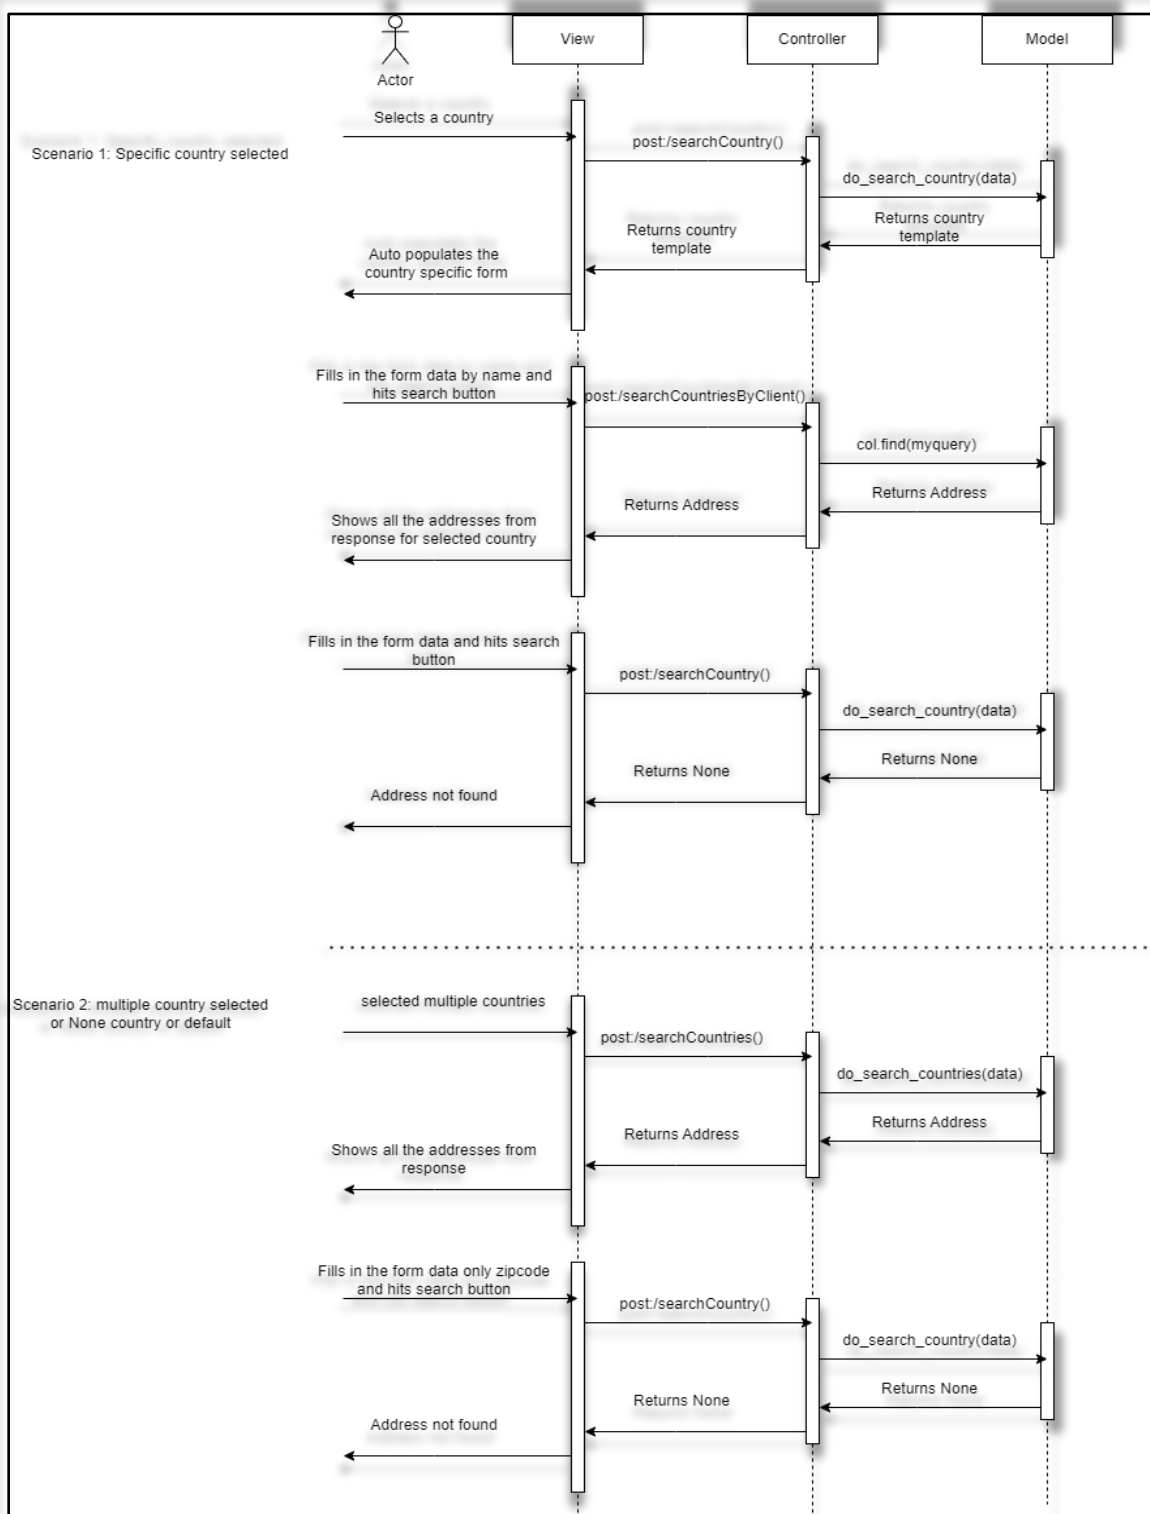 View
Controller
Model
Actor
Selects a country
post:/searchCountry()
Scenario 1: Specific country selected
do_search_country(data)
Returns country
template
Returns country
template
Auto populates the
country specific form
Fills in the form data by name and
hits search button
post:/searchCountriesByClient()
col.find(myquery)
Returns Address
Returns Address
Shows all the addresses from
response for selected country
Fills in the form data and hits search
button
post:/searchCountry()
do_search_country(data)
Returns None
Returns None
Address not found
Scenario 2: multiple country selected
or None country or default
selected multiple countries
post:/searchCountries()
do_search_countries(data)
Returns Address
Returns Address
Shows all the addresses from
response
Fills in the form data only zipcode
and hits search button
post:/searchCountry()
do_search_country(data)
Returns None
Returns None
Address not found